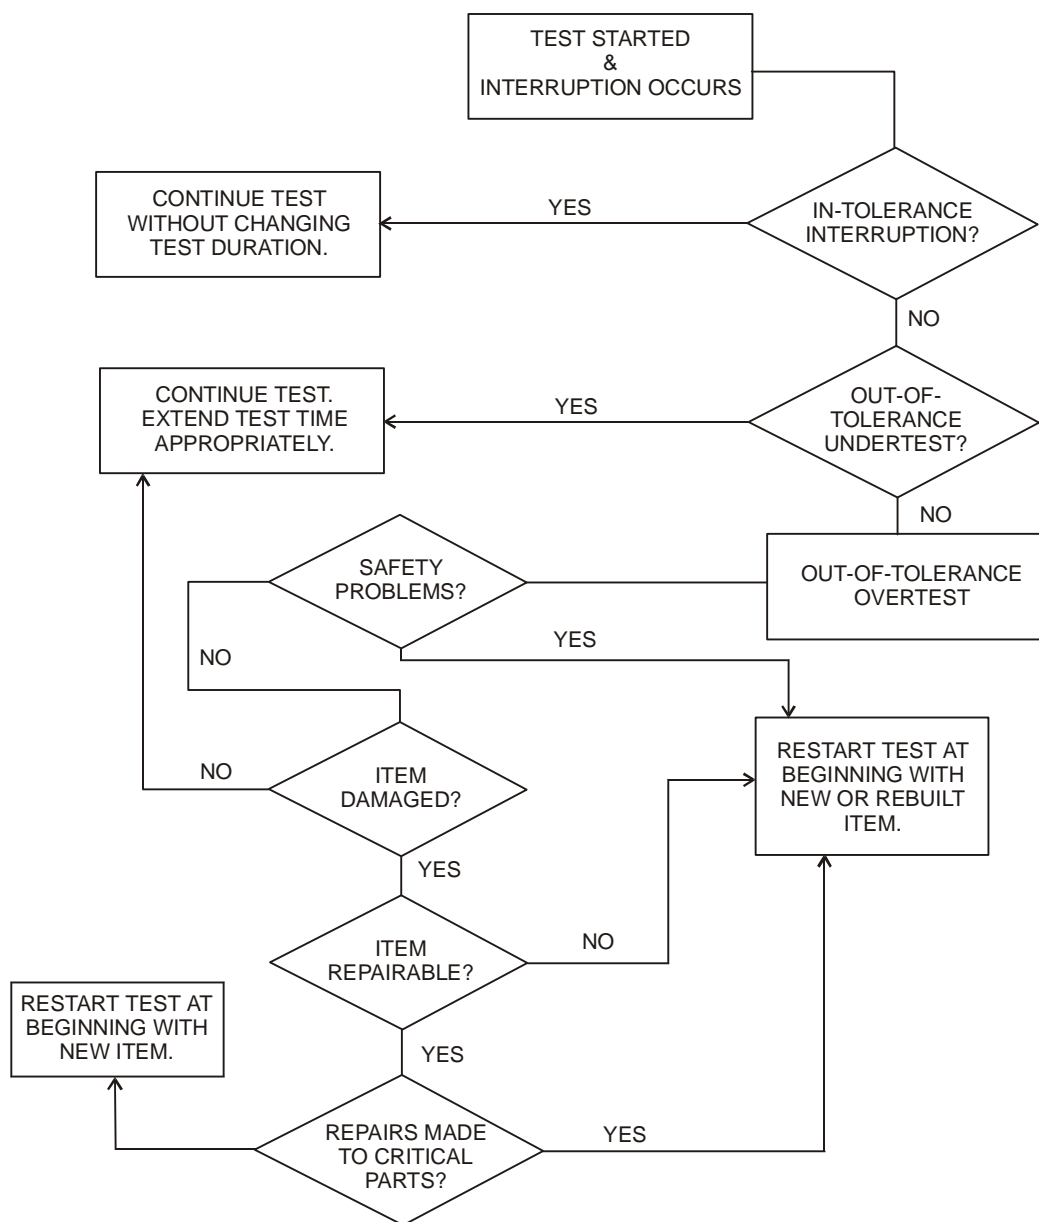 TEST STARTED
&
INTERRUPTION OCCURS
CONTINUE TEST
WITHOUT CHANGING
TEST DURATION.
YES
IN-TOLERANCE
INTERRUPTION?
NO
CONTINUE TEST.
EXTEND TEST TIME
APPROPRIATELY.
YES
OUT-OF-
TOLERANCE
UNDERTEST?
NO
SAFETY
PROBLEMS?
OUT-OF-TOLERANCE
OVERTEST
YES
NO
NO
ITEM
DAMAGED?
RESTART TEST AT
BEGINNING WITH
NEW OR REBUILT
ITEM.
YES
ITEM
REPAIRABLE?
NO
RESTART TEST AT
BEGINNING WITH
NEW ITEM.
YES
REPAIRS MADE
TO CRITICAL
PARTS?
YES